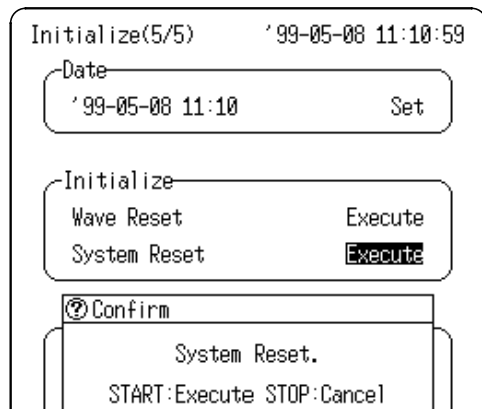 Initialize(5/5) '99-05-08 11:10:59
Date
'99-05-08 11:10 Set
Initialize
Wave Reset Execute
System Reset Execute
?Confirm
System Reset.
START:Execute STOP:Cancel